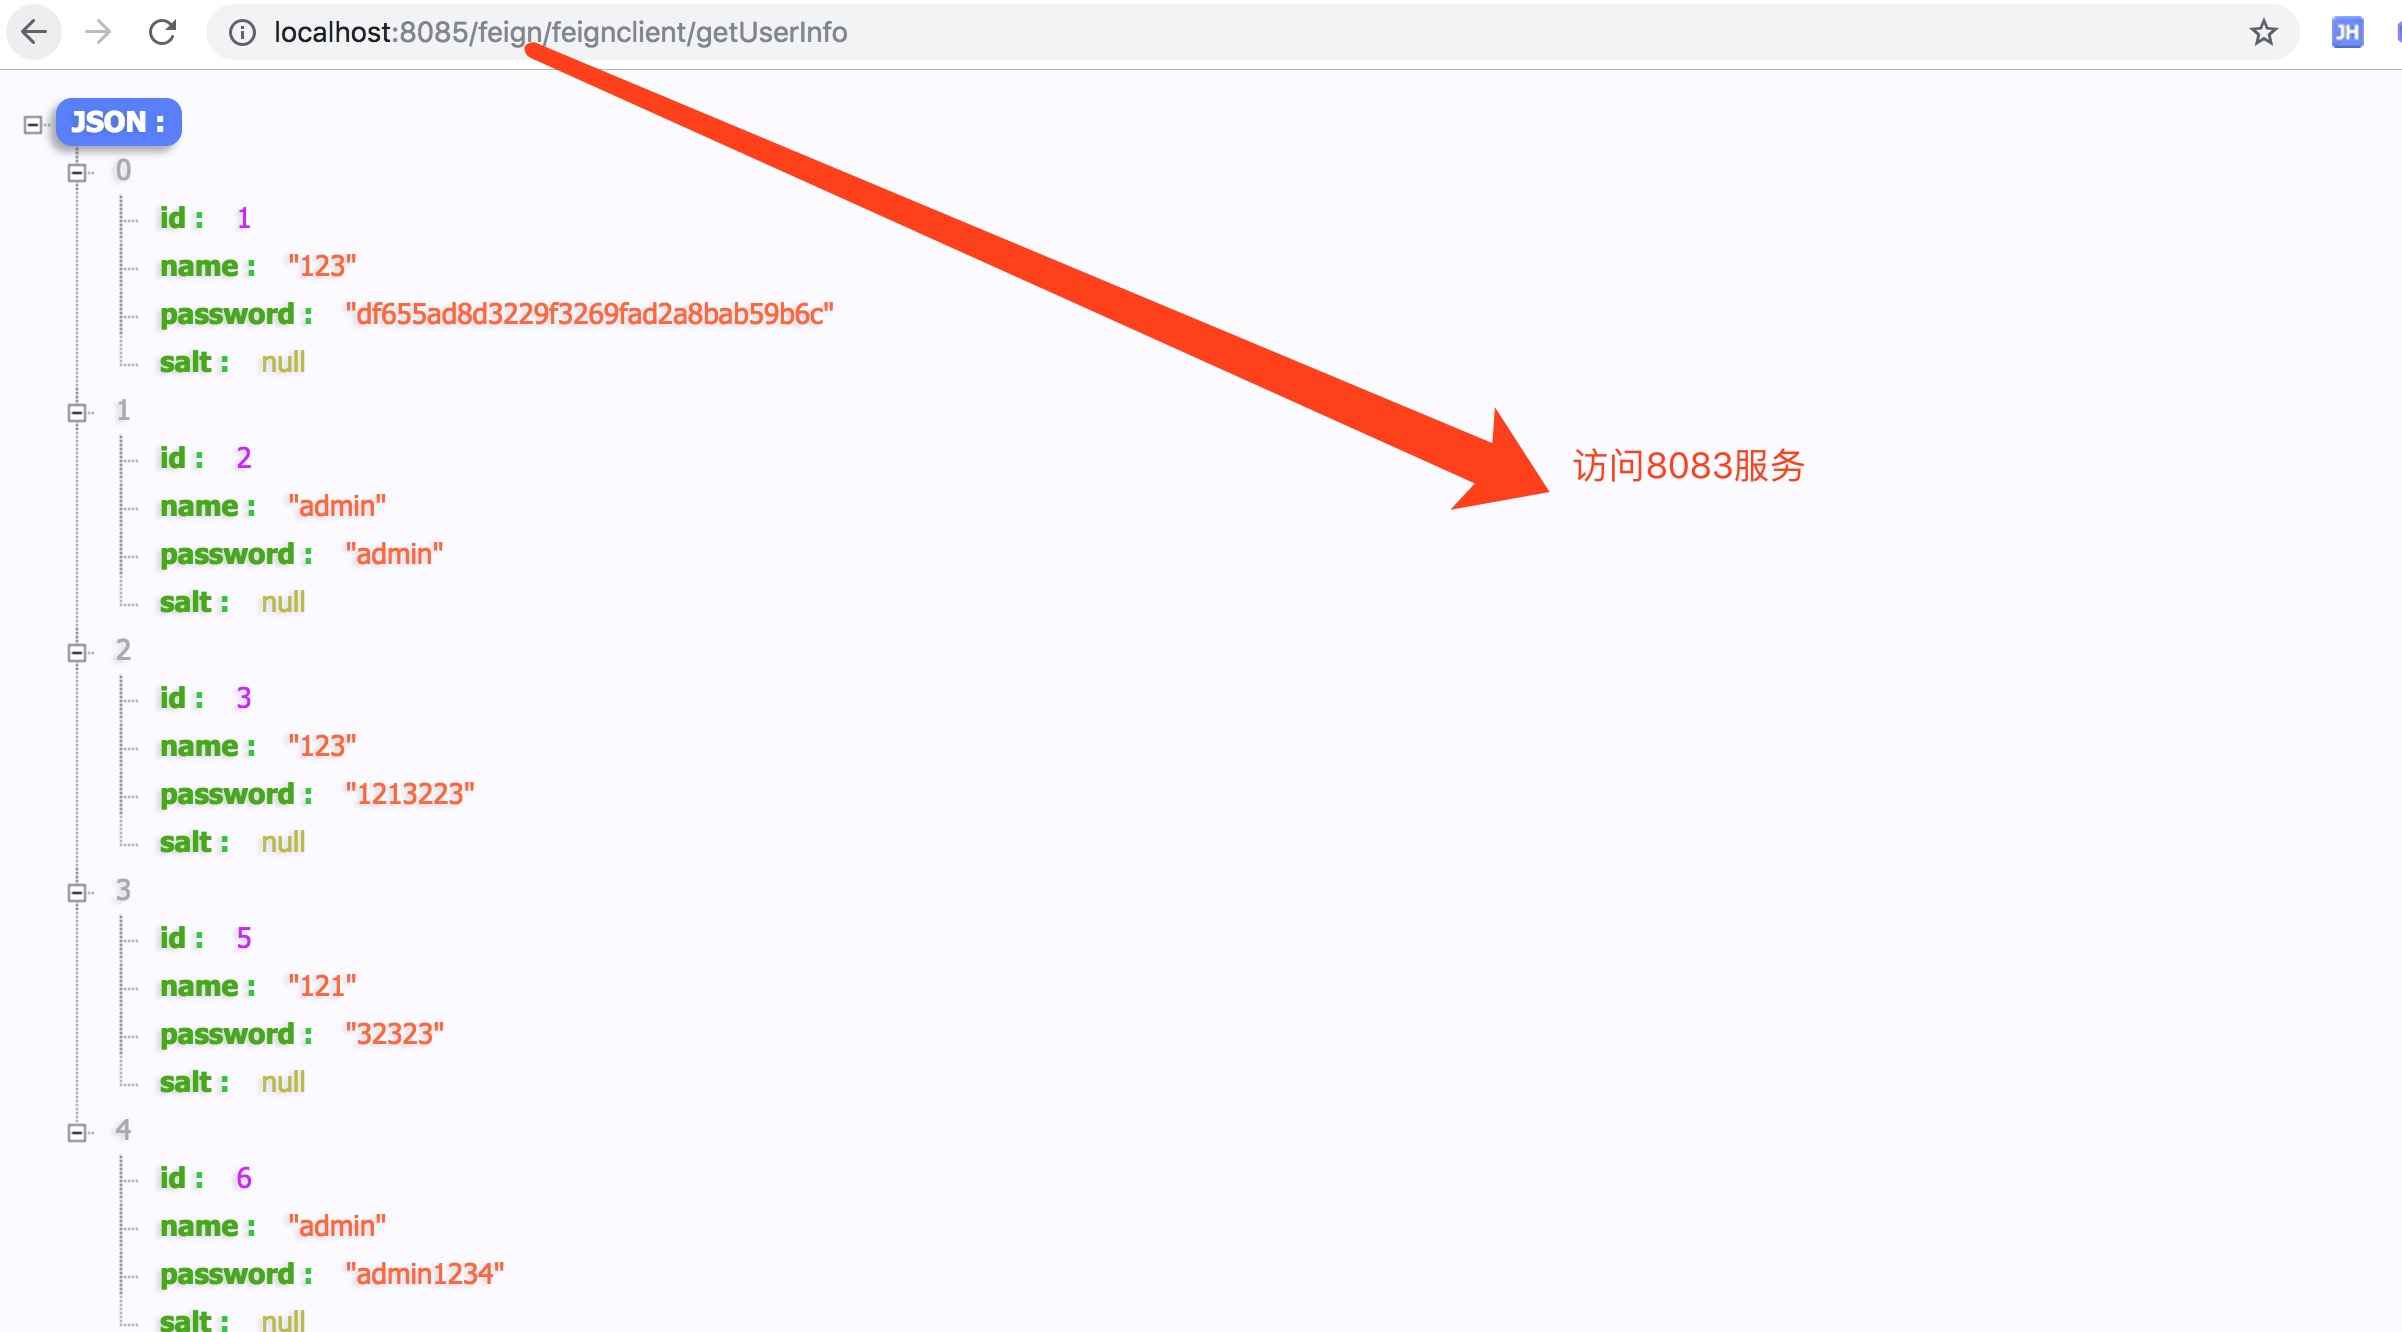 localhost:8085/feign/feignclient/getUserInfo
JH
JSON :
0
id : 1
name : "123"
password : "df655ad8d3229f3269fad2a8bab59b6c"
salt : null
1
id : 2
name : "admin"
访问8083服务
password : "admin"
salt : null
2
id : 3
name : "123"
password : "1213223"
salt : null
3
id : 5
name : "121"
password : "32323"
salt : null
4
id : 6
name : "admin"
password : "admin1234"
salt : null